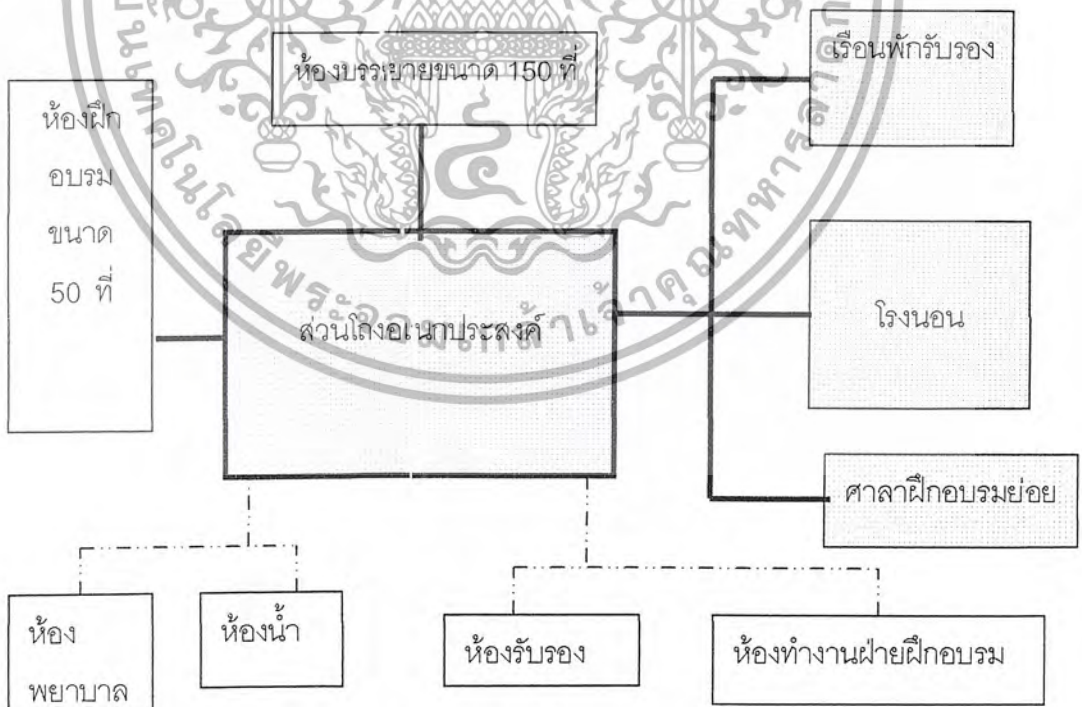 ห้องบรรยายขนาด 150 ที่
เรือนพักรับรอง
ห้องฝึก
อบรม
ขนาด
50 ที่
ส่วนโถงอเนกประสงค์
โรงนอน
ศาลาฝึกอบรมย่อย
ห้อง
พยาบาล
ห้องน้ำ
ห้องรับรอง
ห้องทำงานฝ่ายฝึกอบรม